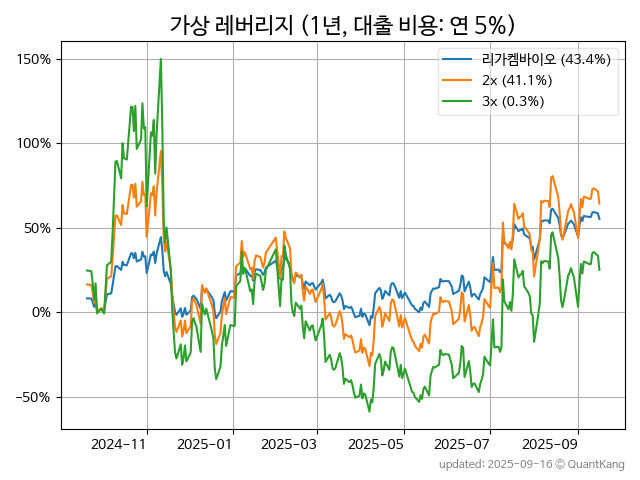 가상 레버리지 (1년, 대출 비용: 연 5%)
리가켐바이오 (43.4%)
2x (41.1%)
3x (0.3%)
150%
100%
50%
0%
−50%
2024-11
2025-01
2025-03
2025-05
2025-07
2025-09
updated: 2025-09-16 © QuantKang